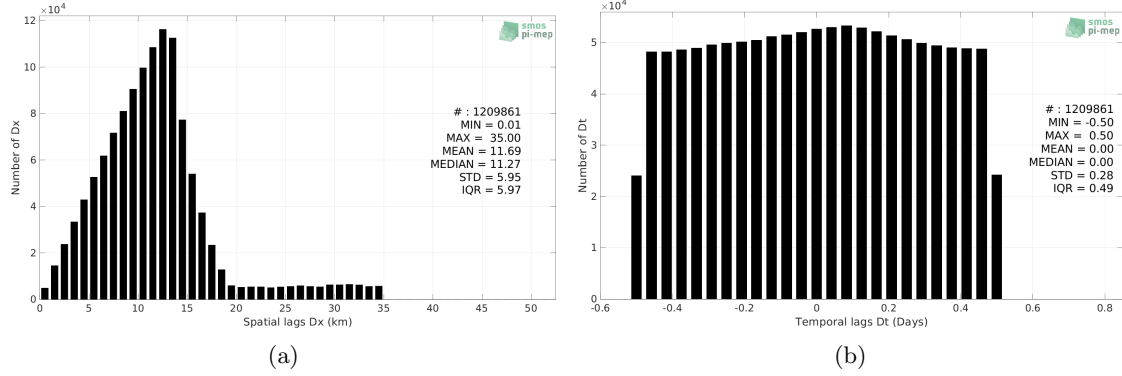 ×10⁴
12
10
8
6
4
2
0
Number of Dx
0 5 10 15 20 25 30 35 40 45 50
Spatial lags Dx (km)
smos
pi-mep
# : 1209861
MIN = 0.01
MAX = 35.00
MEAN = 11.69
MEDIAN = 11.27
STD = 5.95
IQR = 5.97
(a)
×10⁴
5
4
3
2
1
0
Number of Dt
-0.6 -0.4 -0.2 0 0.2 0.4 0.6 0.8
Temporal lags Dt (Days)
smos
pi-mep
# : 1209861
MIN = -0.50
MAX = 0.50
MEAN = 0.00
MEDIAN = 0.00
STD = 0.28
IQR = 0.49
(b)